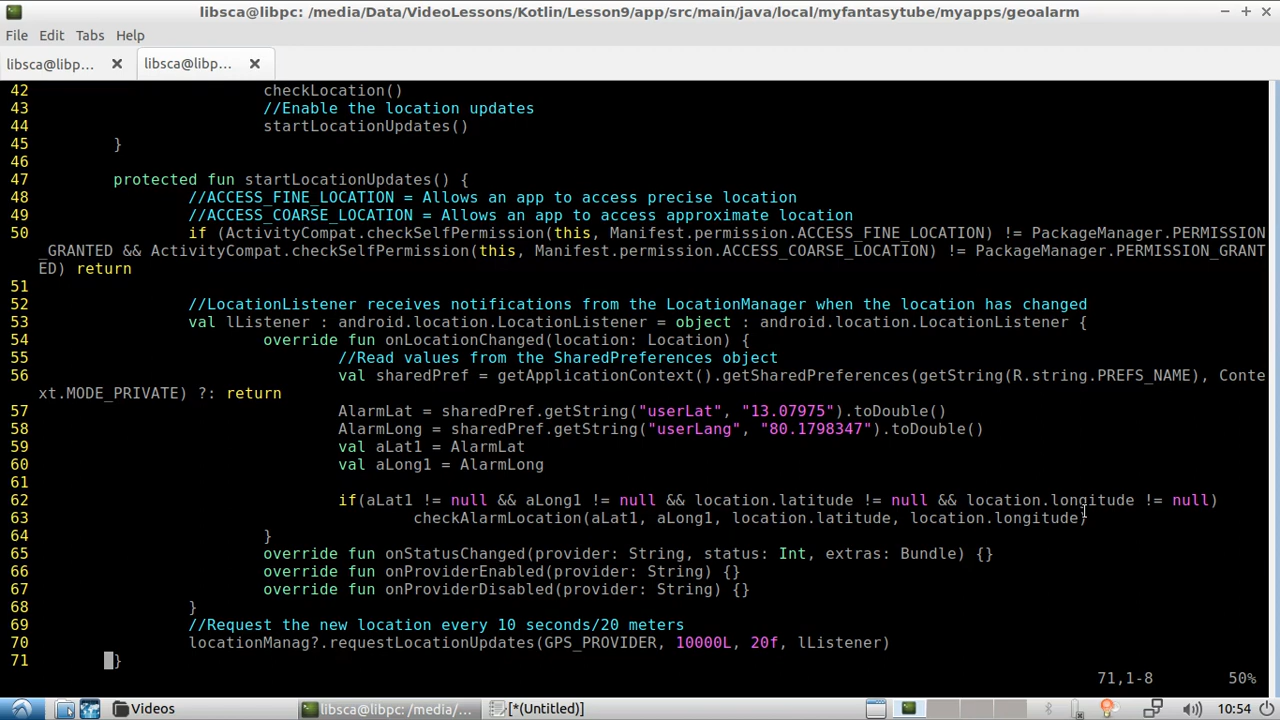 libsca@libpc: /media/Data/VideoLessons/Kotlin/Lesson9/app/src/main/java/local/myfantasytube/myapps/geoalarm
File Edit Tabs Help
libsca@libp... libsca@libp...
42 checkLocation()
43 //Enable the location updates
44 startLocationUpdates()
45 }
46
47 protected fun startLocationUpdates() {
48 //ACCESS_FINE_LOCATION = Allows an app to access precise location
49 //ACCESS_COARSE_LOCATION = Allows an app to access approximate location
50 if (ActivityCompat.checkSelfPermission(this, Manifest.permission.ACCESS_FINE_LOCATION) != PackageManager.PERMISSION
_GRANTED && ActivityCompat.checkSelfPermission(this, Manifest.permission.ACCESS_COARSE_LOCATION) != PackageManager.PERMISSION_GRANT
ED) return
51
52 //LocationListener receives notifications from the LocationManager when the location has changed
53 val lListener : android.location.LocationListener = object : android.location.LocationListener {
54 override fun onLocationChanged(location: Location) {
55 //Read values from the SharedPreferences object
56 val sharedPref = getApplicationContext().getSharedPreferences(getString(R.string.PREFS_NAME), Conte
xt.MODE_PRIVATE) ?: return
57 AlarmLat = sharedPref.getString("userLat", "13.07975").toDouble()
58 AlarmLong = sharedPref.getString("userLang", "80.1798347").toDouble()
59 val aLat1 = AlarmLat
60 val aLong1 = AlarmLong
61
62 if(aLat1 != null && aLong1 != null && location.latitude != null && location.longitude != null)
63 checkAlarmLocation(aLat1, aLong1, location.latitude, location.longitude)
64 }
65 override fun onStatusChanged(provider: String, status: Int, extras: Bundle) {}
66 override fun onProviderEnabled(provider: String) {}
67 override fun onProviderDisabled(provider: String) {}
68 }
69 //Request the new location every 10 seconds/20 meters
70 locationManag?.requestLocationUpdates(GPS_PROVIDER, 10000L, 20f, lListener)
71 }
71,1-8 50%
Videos libsca@libpc: /media/... [*(Untitled)] 10:54